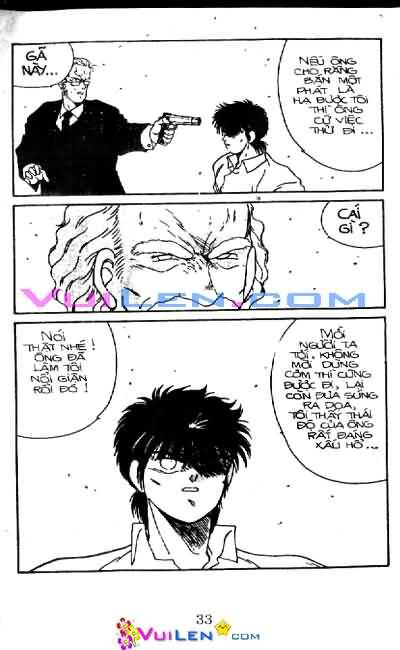 GÃ
NÀY...
NẾU ÔNG
CHO RẰNG
BẮN MỘT
PHÁT LÀ
HẠ ĐƯỢC TÔI
THÌ ÔNG
CỨ VIỆC
THỬ ĐI ...
CÁI
GÌ ?
VUILEN.COM
NÓI
THẬT NHÉ !
ÔNG ĐÃ
LÀM TÔI
NỔI GIẬN
RỒI ĐÓ !
MỜI
NGƯỜI TA
TỚI, KHÔNG
MỜI DÙNG
CƠM THÌ CŨNG
ĐƯỢC ĐI, LẠI
CÒN ĐƯA SÚNG
RA DỌA,
TÔI THẤY THÁI
ĐỘ CỦA ÔNG
RẤT ĐÁNG
XẤU HỔ ...
33
VUILEN.COM